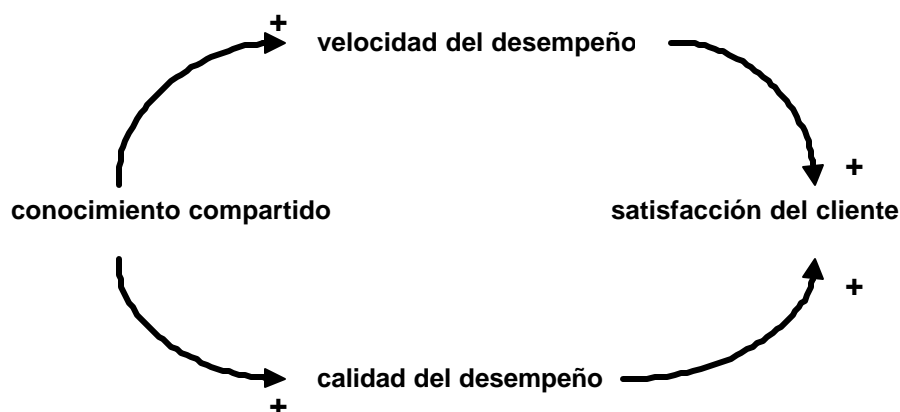 +
velocidad del desempeño
+
conocimiento compartido
satisfacción del cliente
+
calidad del desempeño
+